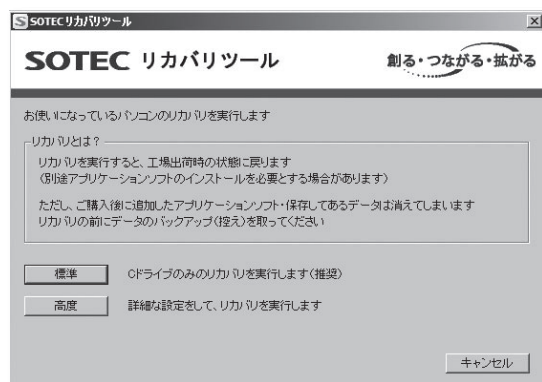 SOTECリカバリツール
SOTEC リカバリツール
創る・つながる・拡がる
お使いになっているパソコンのリカバリを実行します
リカバリとは?
リカバリを実行すると、工場出荷時の状態に戻ります
(別途アプリケーションソフトのインストールを必要とする場合があります)
ただし、ご購入後に追加したアプリケーションソフト・保存してあるデータは消えてしまいます
リカバリの前にデータのバックアップ(控え)を取ってください
標準 Cドライブのみのリカバリを実行します(推奨)
高度 詳細な設定をして、リカバリを実行します
キャンセル